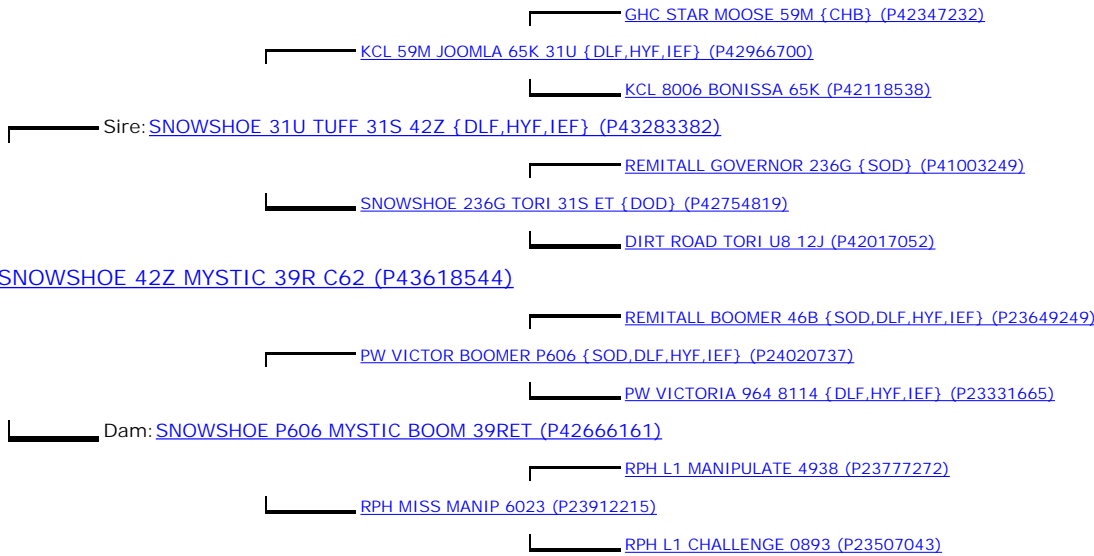 GHC STAR MOOSE 59M {CHB} (P42347232)
KCL 59M JOOMLA 65K 31U {DLF,HYF,IEF} (P42966700)
KCL 8006 BONISSA 65K (P42118538)
Sire: SNOWSHOE 31U TUFF 31S 42Z {DLF,HYF,IEF} (P43283382)
REMITALL GOVERNOR 236G {SOD} (P41003249)
SNOWSHOE 236G TORI 31S ET {DOD} (P42754819)
DIRT ROAD TORI U8 12J (P42017052)
SNOWSHOE 42Z MYSTIC 39R C62 (P43618544)
REMITALL BOOMER 46B {SOD,DLF,HYF,IEF} (P23649249)
PW VICTOR BOOMER P606 {SOD,DLF,HYF,IEF} (P24020737)
PW VICTORIA 964 8114 {DLF,HYF,IEF} (P23331665)
Dam: SNOWSHOE P606 MYSTIC BOOM 39RET (P42666161)
RPH L1 MANIPULATE 4938 (P23777272)
RPH MISS MANIP 6023 (P23912215)
RPH L1 CHALLENGE 0893 (P23507043)